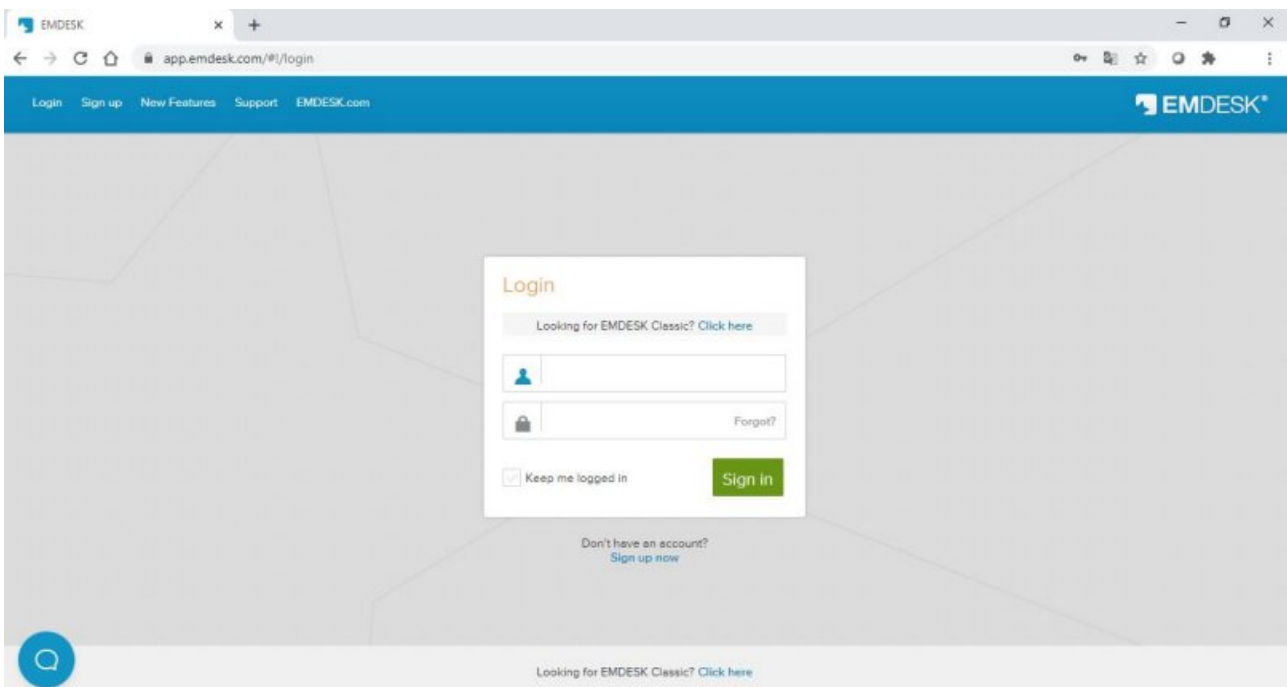 EMDESK
app.emdesk.com/#!/login
Login Sign up New Features Support EMDESK.com
EMDESK®
Login
Looking for EMDESK Classic? Click here
Forgot?
Keep me logged in
Sign in
Don't have an account?
Sign up now
Looking for EMDESK Classic? Click here